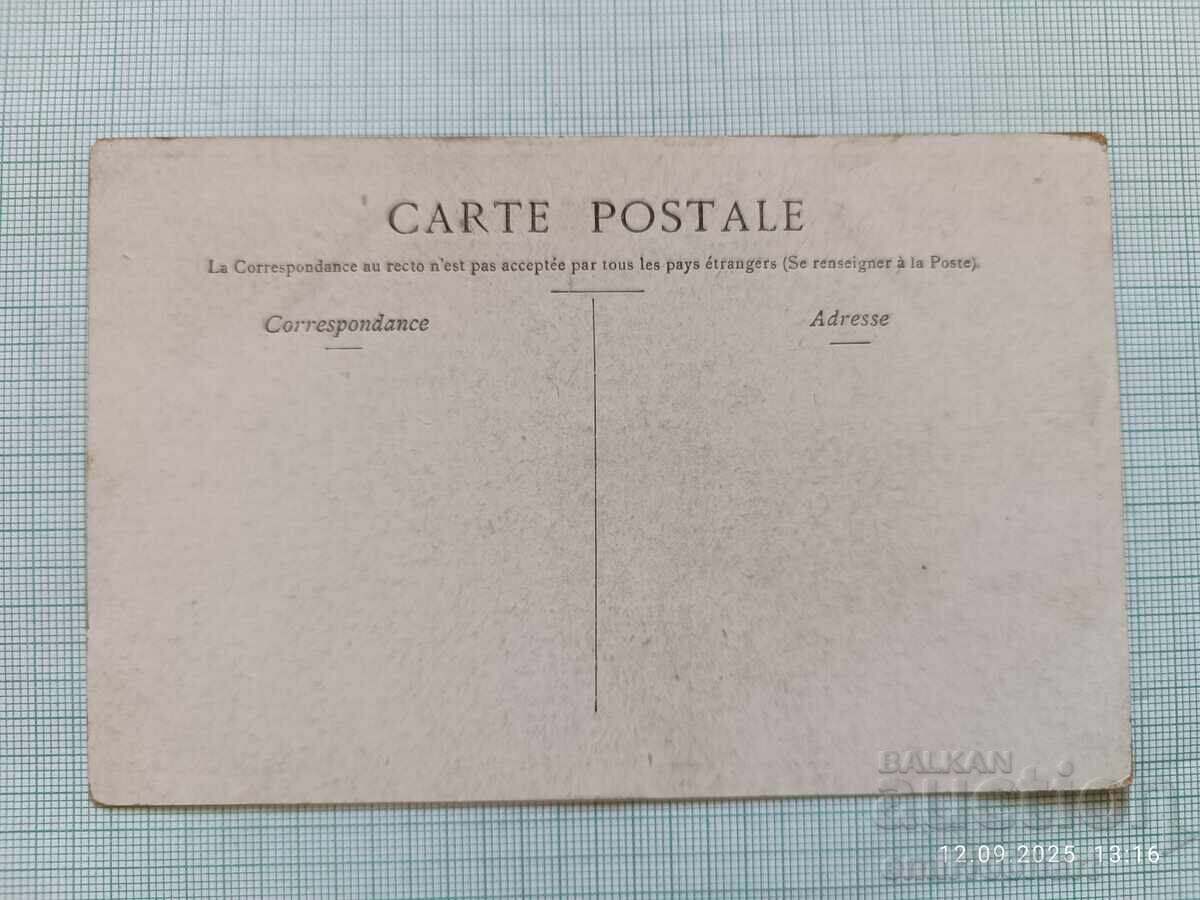 CARTE POSTALE
La Correspondance au recto n'est pas acceptée par tous les pays étrangers (Se renseigner à la Poste).
Correspondance
Adresse
BALKAN
auction
12.09.2025 13:16